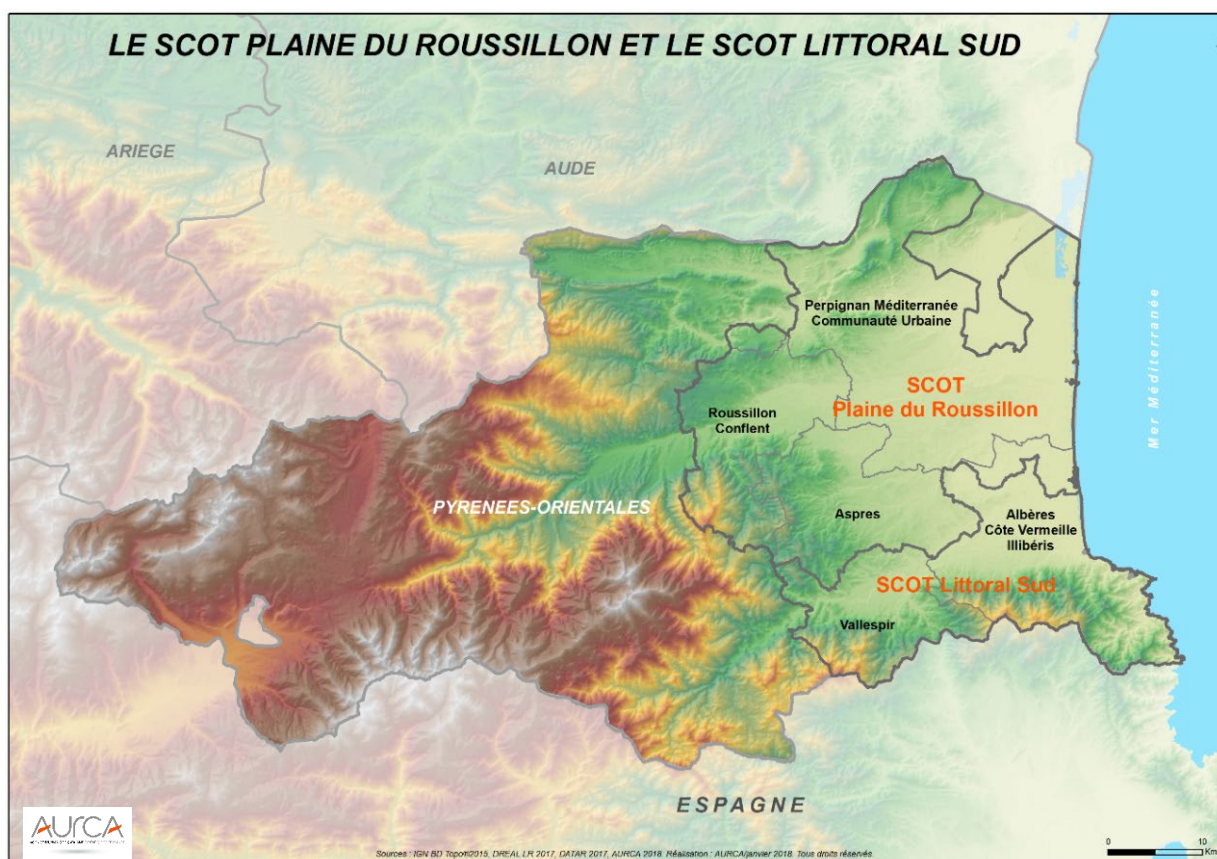 LE SCOT PLAINE DU ROUSSILLON ET LE SCOT LITTORAL SUD
ARIEGE
AUDE
Perpignan Méditerranée
Communauté Urbaine
SCOT
Plaine du Roussillon
Roussillon
Conflent
Mer Méditerranée
PYRENEES-ORIENTALES
Aspres
Albères
Côte Vermeille
Illibéris
SCOT Littoral Sud
Vallespir
ESPAGNE
AURCA
0 10
Km
Sources : IGN BD Topo®2015, DREAL LR 2017, DATAR 2017, AURCA 2018. Réalisation : AURCA/janvier 2018. Tous droits réservés.